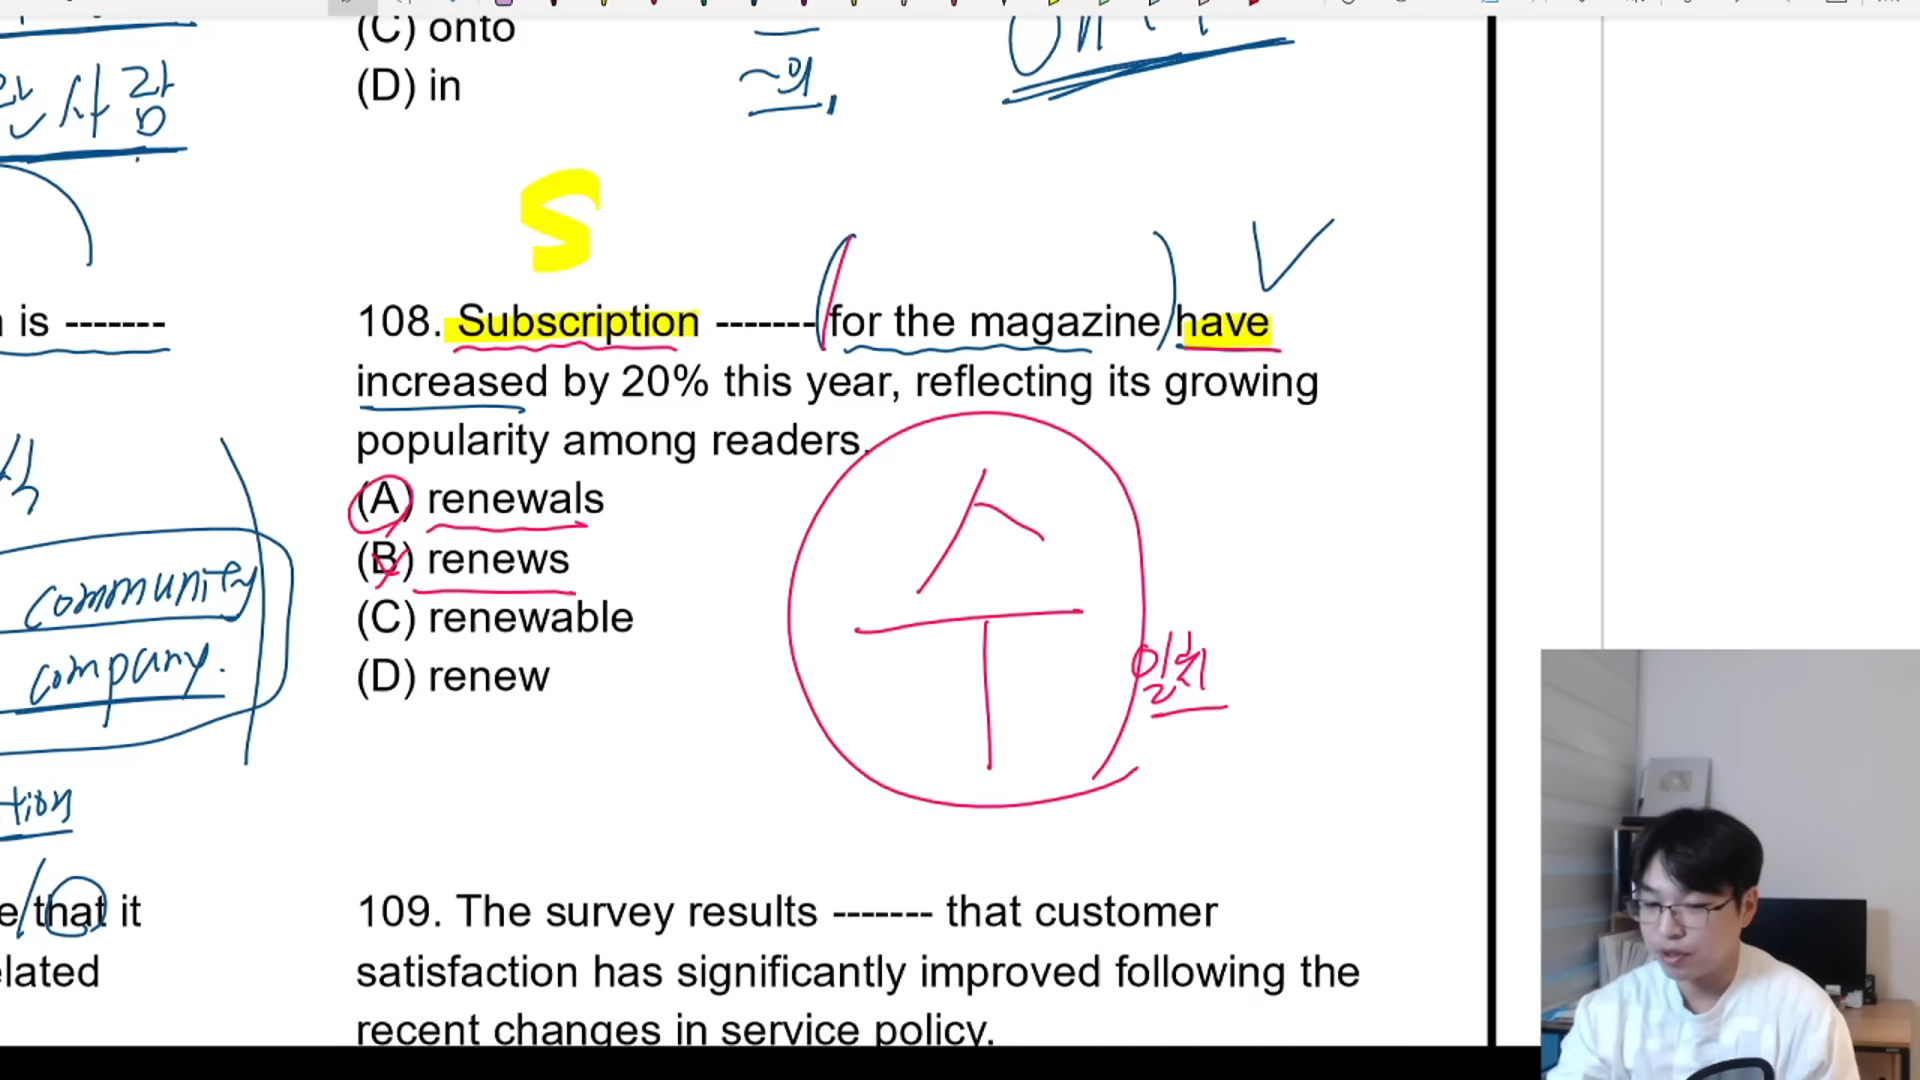 (C) onto
(D) in
~의,
사람
S
is -------
108. Subscription ------- for the magazine have
increased by 20% this year, reflecting its growing
popularity among readers.
(A) renewals
(B) renews
(C) renewable
(D) renew
수
일치
community
company.
that it
109. The survey results ------- that customer
satisfaction has significantly improved following the
recent changes in service policy.